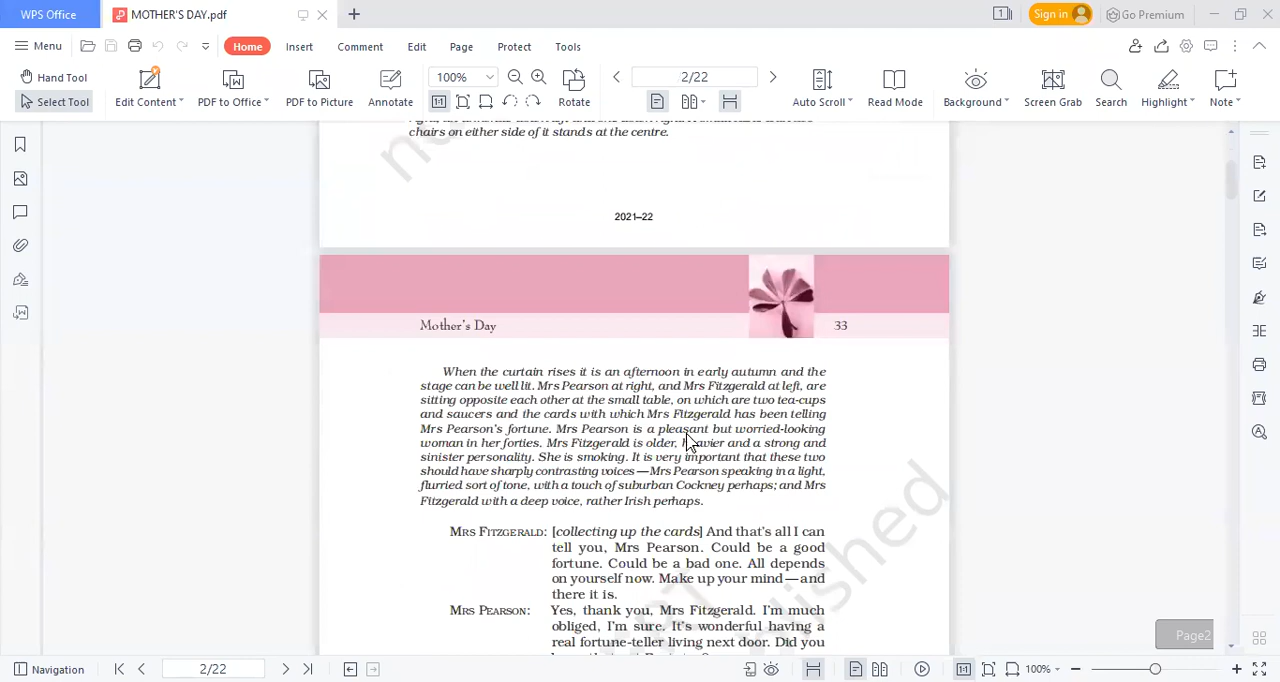 WPS Office
MOTHER'S DAY.pdf
Sign in
Go Premium
Menu
Home
Insert
Comment
Edit
Page
Protect
Tools
Hand Tool
Select Tool
Edit Content
PDF to Office
PDF to Picture
Annotate
100%
Rotate
2/22
Auto Scroll
Read Mode
Background
Screen Grab
Search
Highlight
Note
chairs on either side of it stands at the centre.
2021–22
Mother's Day
33
When the curtain rises it is an afternoon in early autumn and the
stage can be well lit. Mrs Pearson at right, and Mrs Fitzgerald at left, are
sitting opposite each other at the small table, on which are two tea-cups
and saucers and the cards with which Mrs Fitzgerald has been telling
Mrs Pearson's fortune. Mrs Pearson is a pleasant but worried-looking
woman in her forties. Mrs Fitzgerald is older, heavier and a strong and
sinister personality. She is smoking. It is very important that these two
should have sharply contrasting voices—Mrs Pearson speaking in a light,
flurried sort of tone, with a touch of suburban Cockney perhaps; and Mrs
Fitzgerald with a deep voice, rather Irish perhaps.
MRS FITZGERALD: [collecting up the cards] And that's all I can
tell you, Mrs Pearson. Could be a good
fortune. Could be a bad one. All depends
on yourself now. Make up your mind—and
there it is.
MRS PEARSON: Yes, thank you, Mrs Fitzgerald. I'm much
obliged, I'm sure. It's wonderful having a
real fortune-teller living next door. Did you
Page2
Navigation
2/22
100%